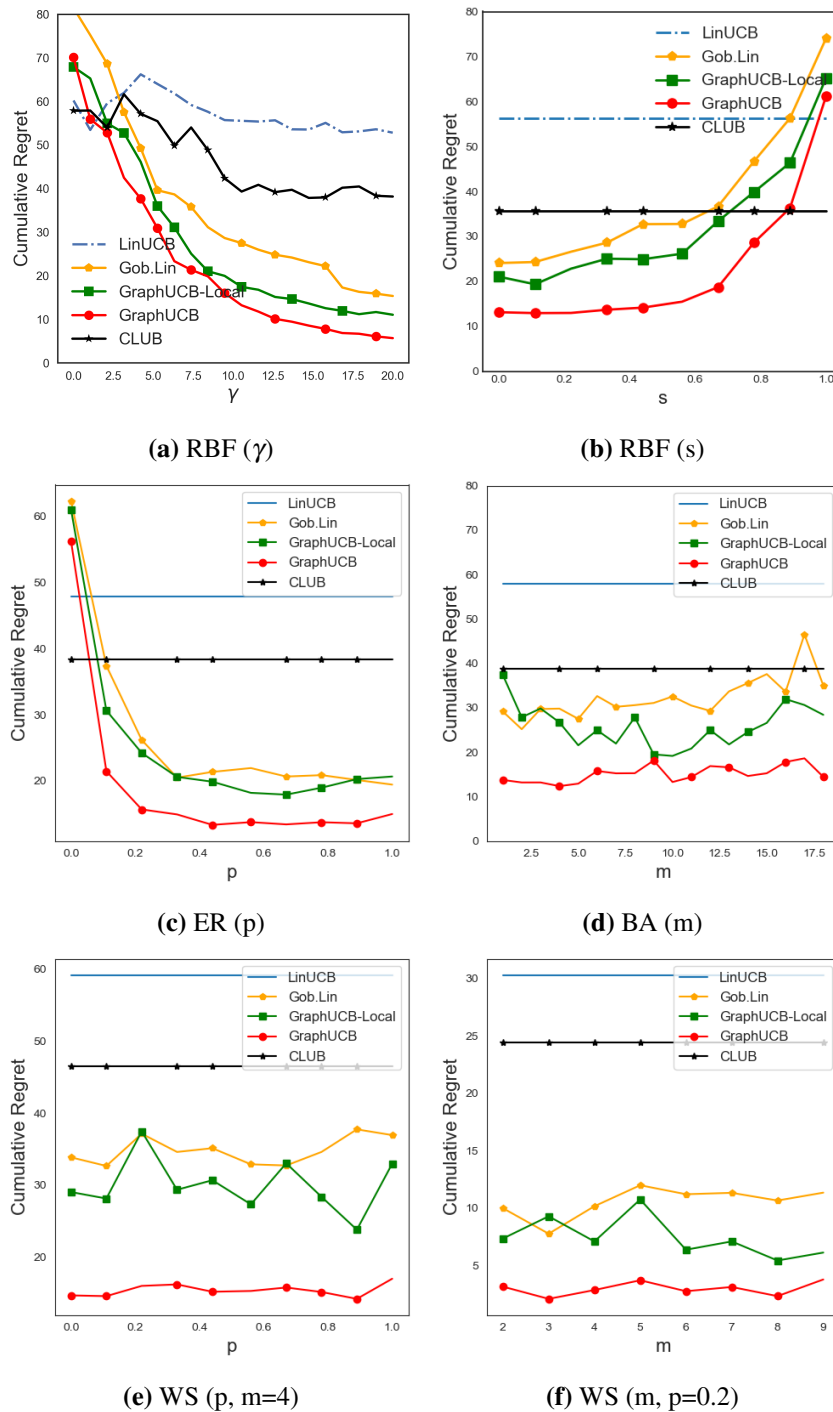 80
70
60
50
40
30
20
10
0
Cumulative Regret
LinUCB
Gob.Lin
GraphUCB-Local
GraphUCB
CLUB
0.0 2.5 5.0 7.5 10.0 12.5 15.0 17.5 20.0
γ
(a) RBF (γ)
80
70
60
50
40
30
20
10
0
Cumulative Regret
LinUCB
Gob.Lin
GraphUCB-Local
GraphUCB
CLUB
0.0 0.2 0.4 0.6 0.8 1.0
s
(b) RBF (s)
60
50
40
30
20
Cumulative Regret
LinUCB
Gob.Lin
GraphUCB-Local
GraphUCB
CLUB
0.0 0.2 0.4 0.6 0.8 1.0
p
(c) ER (p)
80
70
60
50
40
30
20
10
0
Cumulative Regret
LinUCB
Gob.Lin
GraphUCB-Local
GraphUCB
CLUB
2.5 5.0 7.5 10.0 12.5 15.0 17.5
m
(d) BA (m)
60
50
40
30
20
Cumulative Regret
LinUCB
Gob.Lin
GraphUCB-Local
GraphUCB
CLUB
0.0 0.2 0.4 0.6 0.8 1.0
p
(e) WS (p, m=4)
30
25
20
15
10
5
Cumulative Regret
LinUCB
Gob.Lin
GraphUCB-Local
GraphUCB
CLUB
2 3 4 5 6 7 8 9
m
(f) WS (m, p=0.2)